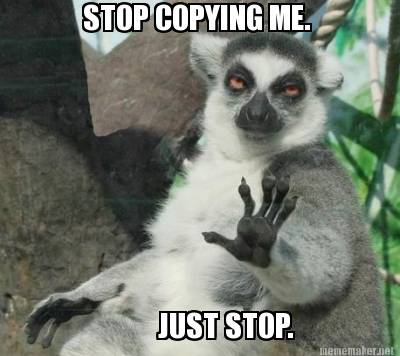 STOP COPYING ME.
JUST STOP.
mememaker.net